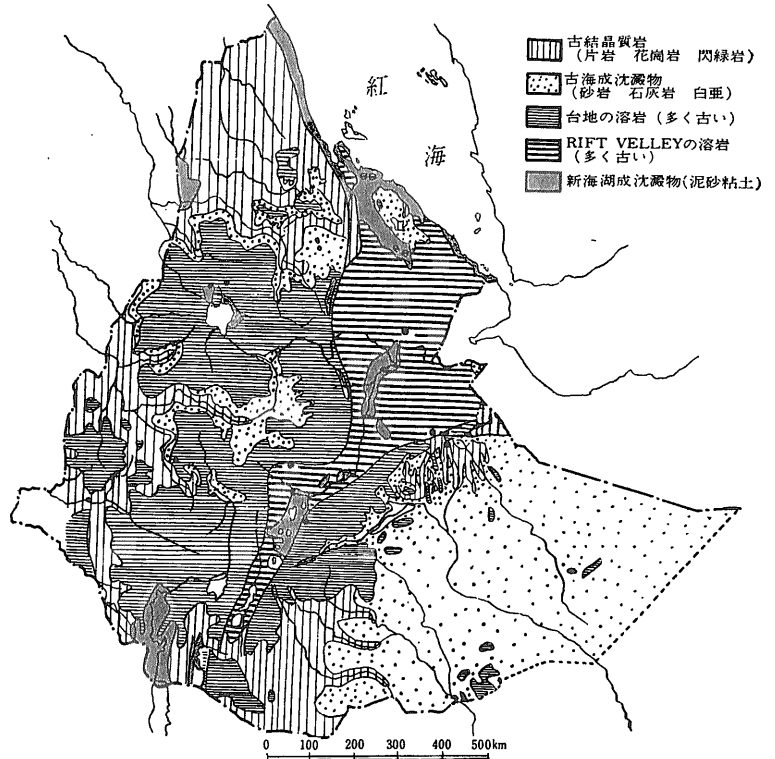 古結晶質岩
(片岩 花崗岩 閃緑岩)
古海成沈澱物
(砂岩 石灰岩 白亜)
台地の溶岩 (多く古い)
RIFT VELLEYの溶岩
(多く古い)
新海湖成沈澱物(泥砂粘土)
紅
海
0 100 200 300 400 500km